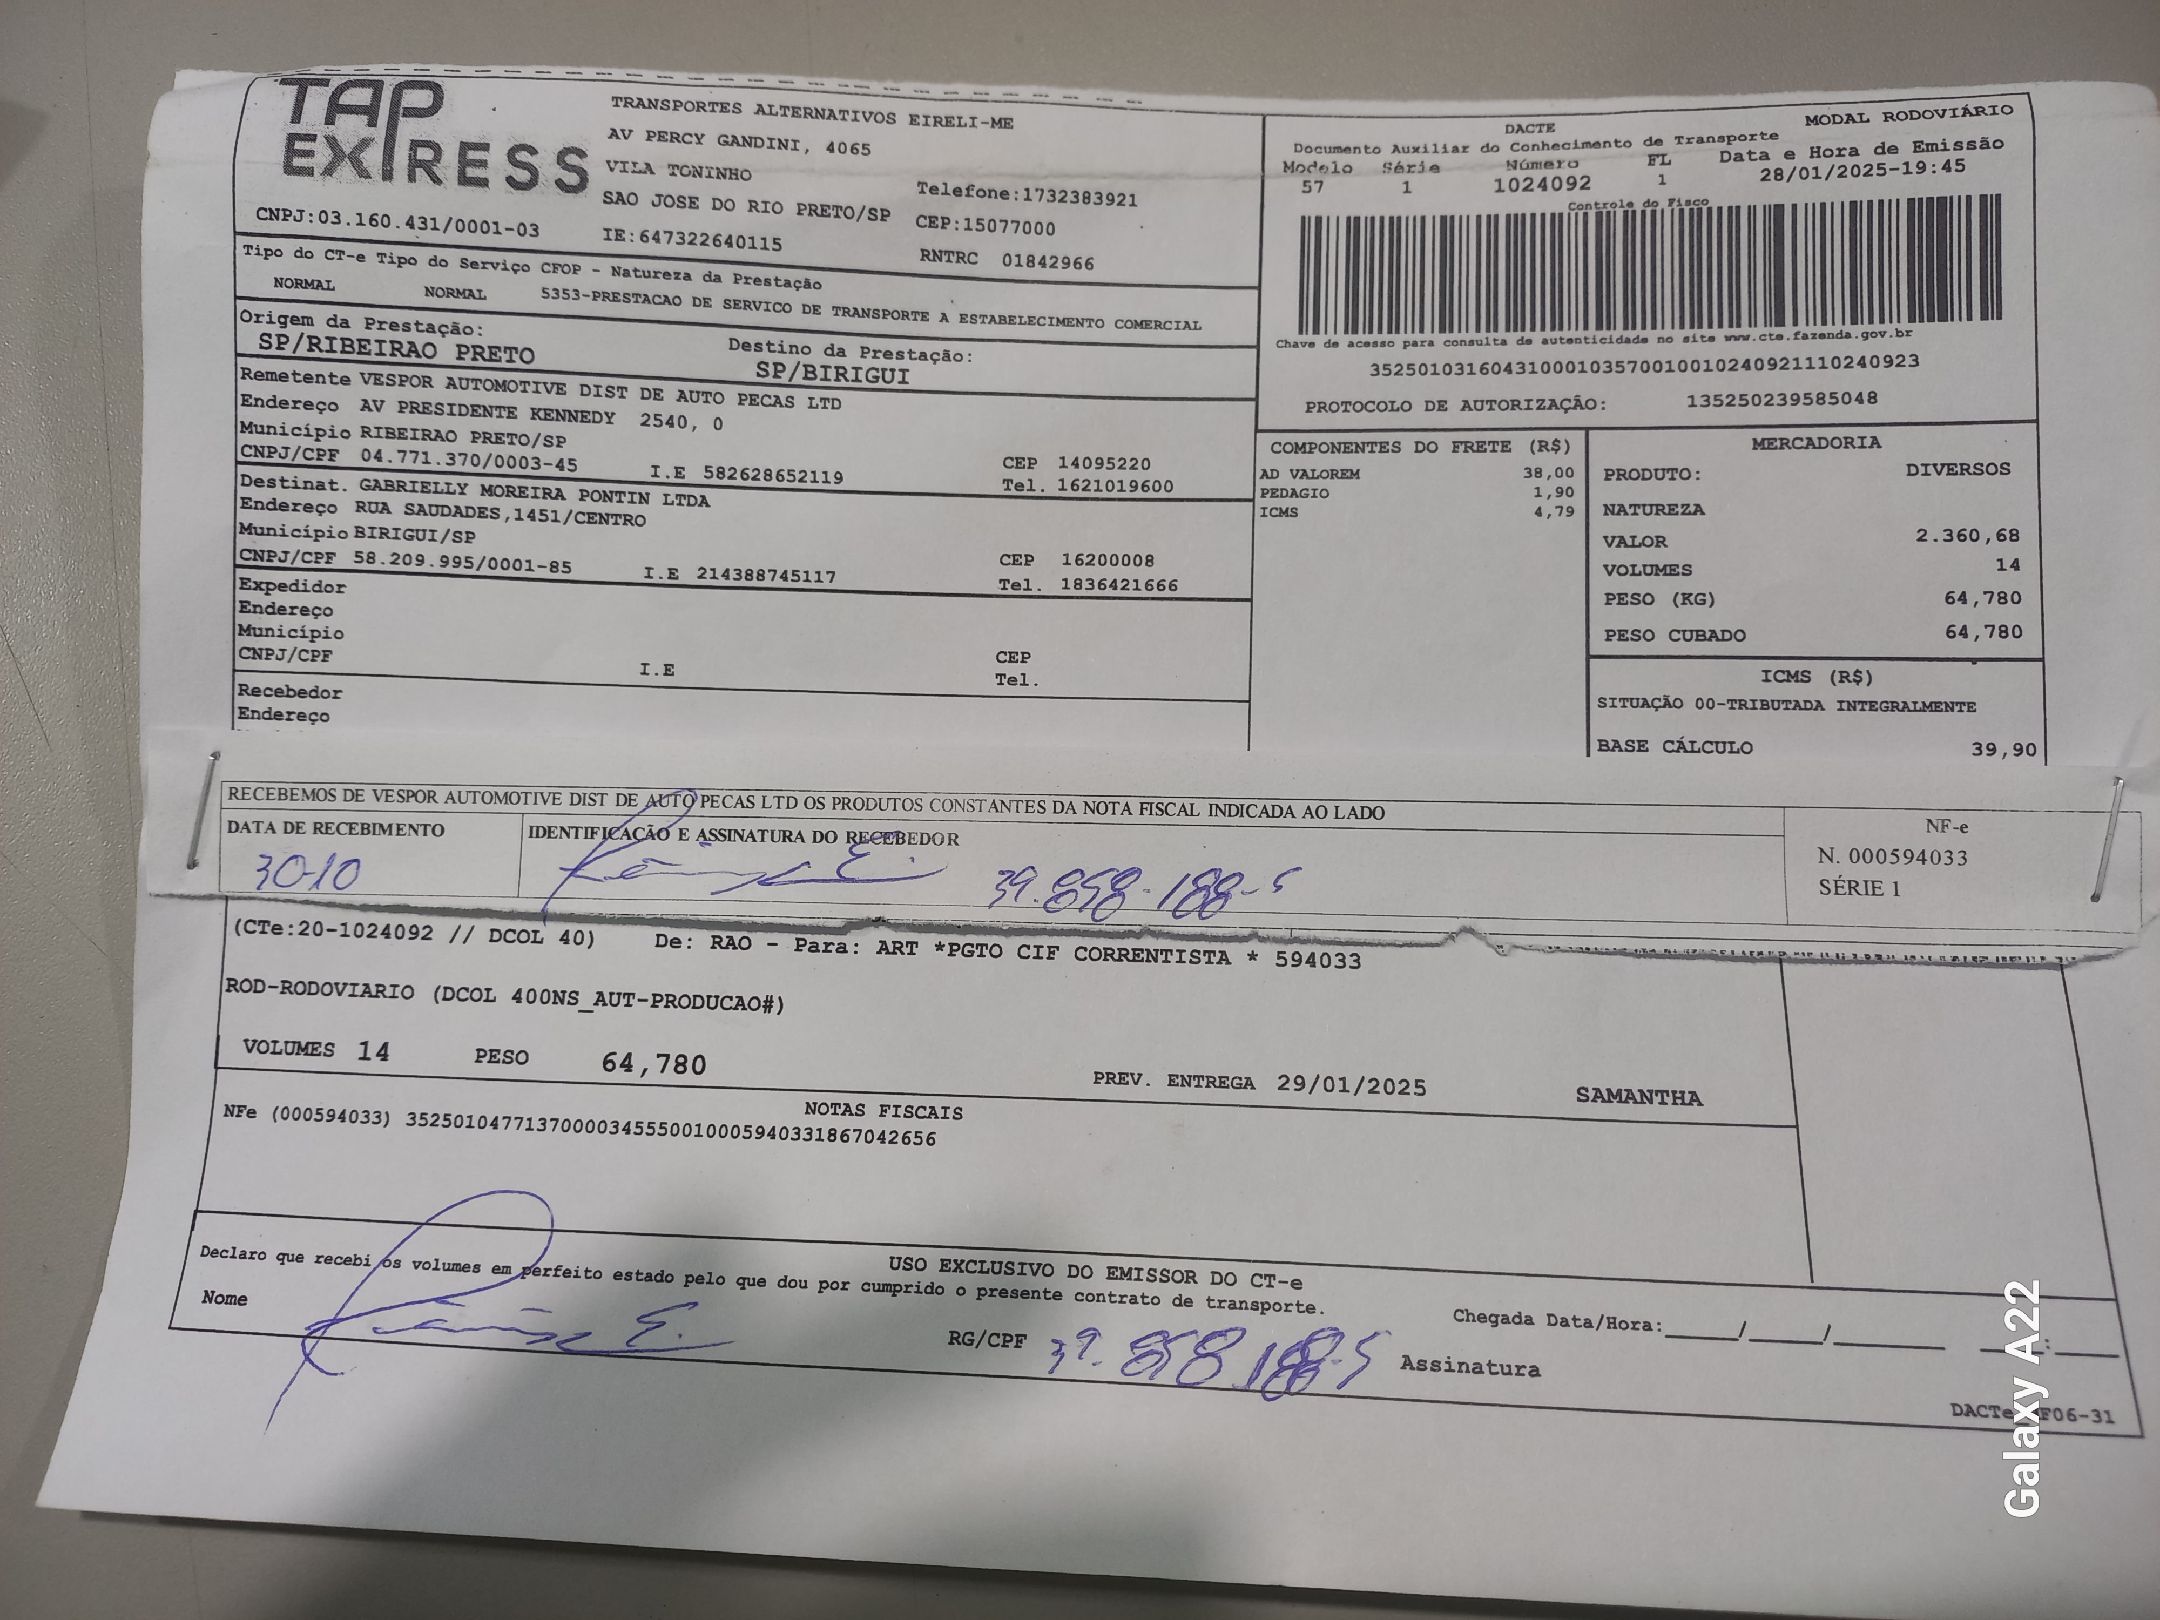 TAP EXPRESS
TRANSPORTES ALTERNATIVOS EIRELI-ME
AV PERCY GANDINI, 4065
VILA TONINHO
SAO JOSE DO RIO PRETO/SP
Telefone:1732383921
CEP:15077000
CNPJ:03.160.431/0001-03
IE:647322640115
RNTRC 01842966
DACTE
MODAL RODOVIÁRIO
Documento Auxiliar do Conhecimento de Transporte
Modelo Série Número FL Data e Hora de Emissão
57 1 1024092 1 28/01/2025-19:45
Controle do Fisco
Chave de acesso para consulta de autenticidade no site www.cte.fazenda.gov.br
35250103160431000103570010010240921110240923
PROTOCOLO DE AUTORIZAÇÃO: 135250239585048
Tipo do CT-e Tipo do Serviço CFOP - Natureza da Prestação
NORMAL NORMAL 5353-PRESTACAO DE SERVICO DE TRANSPORTE A ESTABELECIMENTO COMERCIAL
Origem da Prestação: Destino da Prestação:
SP/RIBEIRAO PRETO SP/BIRIGUI
Remetente VESPOR AUTOMOTIVE DIST DE AUTO PECAS LTD
Endereço AV PRESIDENTE KENNEDY 2540, 0
Município RIBEIRAO PRETO/SP CEP 14095220
CNPJ/CPF 04.771.370/0003-45 I.E 582628652119 Tel. 1621019600
Destinat. GABRIELLY MOREIRA PONTIN LTDA
Endereço RUA SAUDADES,1451/CENTRO
Município BIRIGUI/SP CEP 16200008
CNPJ/CPF 58.209.995/0001-85 I.E 214388745117 Tel. 1836421666
Expedidor
Endereço
Município CEP
CNPJ/CPF I.E Tel.
Recebedor
Endereço
COMPONENTES DO FRETE (R$)
AD VALOREM 38,00
PEDAGIO 1,90
ICMS 4,79
MERCADORIA
PRODUTO: DIVERSOS
NATUREZA
VALOR 2.360,68
VOLUMES 14
PESO (KG) 64,780
PESO CUBADO 64,780
ICMS (R$)
SITUAÇÃO 00-TRIBUTADA INTEGRALMENTE
BASE CÁLCULO 39,90
RECEBEMOS DE VESPOR AUTOMOTIVE DIST DE AUTO PECAS LTD OS PRODUTOS CONSTANTES DA NOTA FISCAL INDICADA AO LADO
DATA DE RECEBIMENTO IDENTIFICAÇÃO E ASSINATURA DO RECEBEDOR
30-10 39.858-188-5
NF-e
N. 000594033
SÉRIE 1
(CTe:20-1024092 // DCOL 40) De: RAO - Para: ART *PGTO CIF CORRENTISTA * 594033
ROD-RODOVIARIO (DCOL 400NS_AUT-PRODUCAO#)
VOLUMES 14 PESO 64,780 PREV. ENTREGA 29/01/2025 SAMANTHA
NOTAS FISCAIS
NFe (000594033) 35250104771370000345550010005940331867042656
USO EXCLUSIVO DO EMISSOR DO CT-e
Declaro que recebi os volumes em perfeito estado pelo que dou por cumprido o presente contrato de transporte.
Nome RG/CPF 39.858188-5 Assinatura
Chegada Data/Hora:_____/_____/_______ ____:____
DACTe F06-31
Galaxy A22